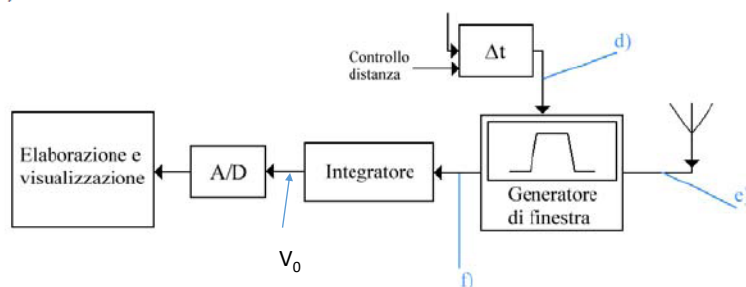 Δt
d)
Controllo
distanza
Elaborazione e
visualizzazione
A/D
Integratore
Generatore
di finestra
e)
V0
f)